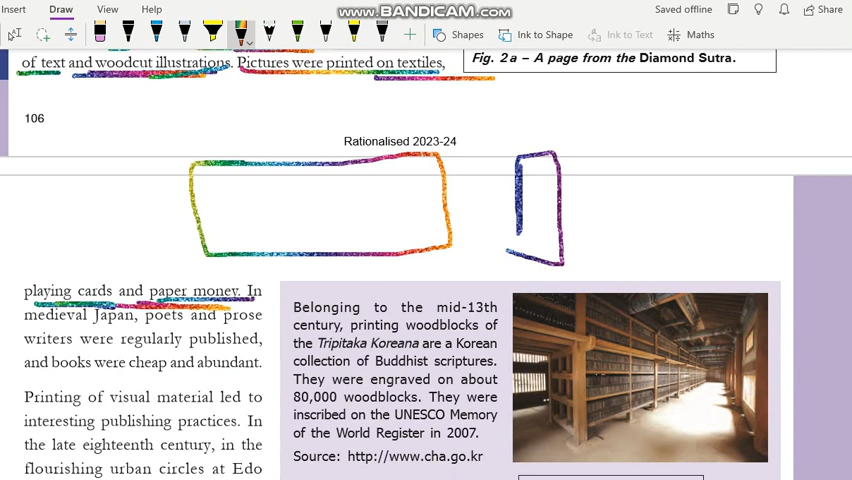 www.BANDICAM.com
Insert Draw View Help Saved offline Share
Shapes Ink to Shape Ink to Text Maths
of text and woodcut illustrations. Pictures were printed on textiles,
Fig. 2a – A page from the Diamond Sutra.
106
Rationalised 2023-24
playing cards and paper money. In
medieval Japan, poets and prose
writers were regularly published,
and books were cheap and abundant.
Printing of visual material led to
interesting publishing practices. In
the late eighteenth century, in the
flourishing urban circles at Edo
Belonging to the mid-13th
century, printing woodblocks of
the Tripitaka Koreana are a Korean
collection of Buddhist scriptures.
They were engraved on about
80,000 woodblocks. They were
inscribed on the UNESCO Memory
of the World Register in 2007.
Source: http://www.cha.go.kr